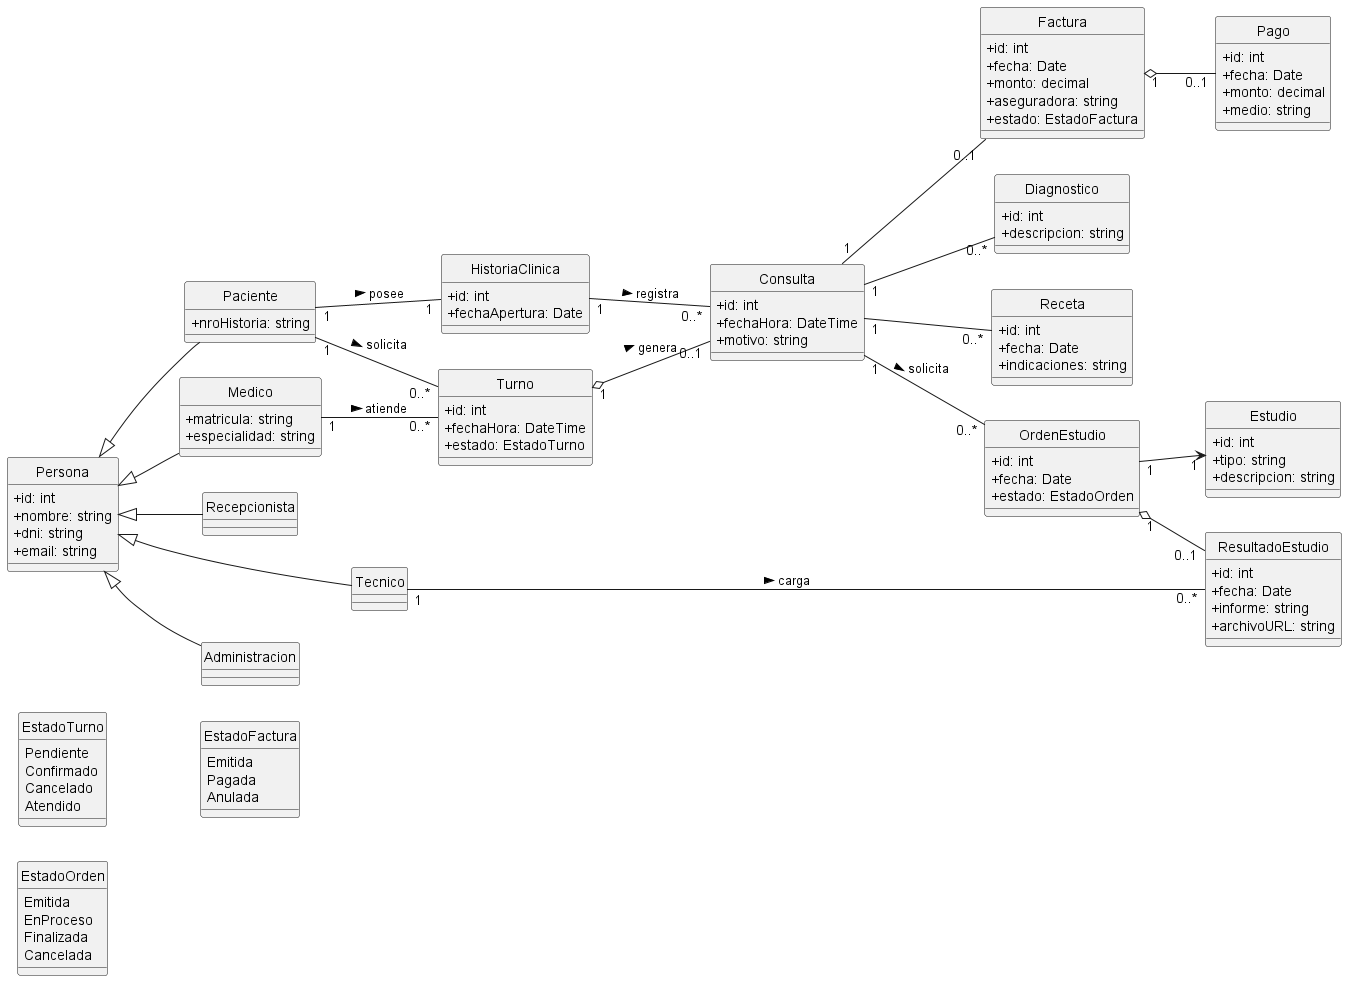 Factura
+id: int
+fecha: Date
+monto: decimal
+aseguradora: string
+estado: EstadoFactura
Pago
+id: int
+fecha: Date
+monto: decimal
+medio: string
1
0..1
0..1
1
Diagnostico
+id: int
+descripcion: string
0..*
1
HistoriaClinica
+id: int
+fechaApertura: Date
Consulta
+id: int
+fechaHora: DateTime
+motivo: string
Paciente
+nroHistoria: string
posee
1
1
registra
1
0..*
Receta
+id: int
+fecha: Date
+indicaciones: string
1
0..*
solicita
1
0..*
genera
1
0..1
Medico
+matricula: string
+especialidad: string
atiende
1
0..*
Turno
+id: int
+fechaHora: DateTime
+estado: EstadoTurno
solicita
1
0..*
OrdenEstudio
+id: int
+fecha: Date
+estado: EstadoOrden
Estudio
+id: int
+tipo: string
+descripcion: string
1
1
Persona
+id: int
+nombre: string
+dni: string
+email: string
Recepcionista
1
0..1
ResultadoEstudio
+id: int
+fecha: Date
+informe: string
+archivoURL: string
Tecnico
carga
1
0..*
Administracion
EstadoTurno
Pendiente
Confirmado
Cancelado
Atendido
EstadoFactura
Emitida
Pagada
Anulada
EstadoOrden
Emitida
EnProceso
Finalizada
Cancelada